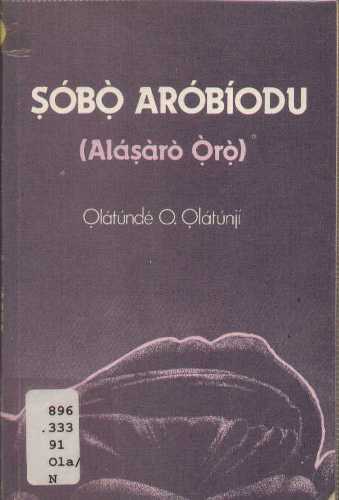 ṢÓBỌ̀ ARÓBÍODU
(Aláṣàrò Ọ̀rọ̀)
Ọlátúndé O. Ọlátúnjí
896
.333
91
Ola/
N